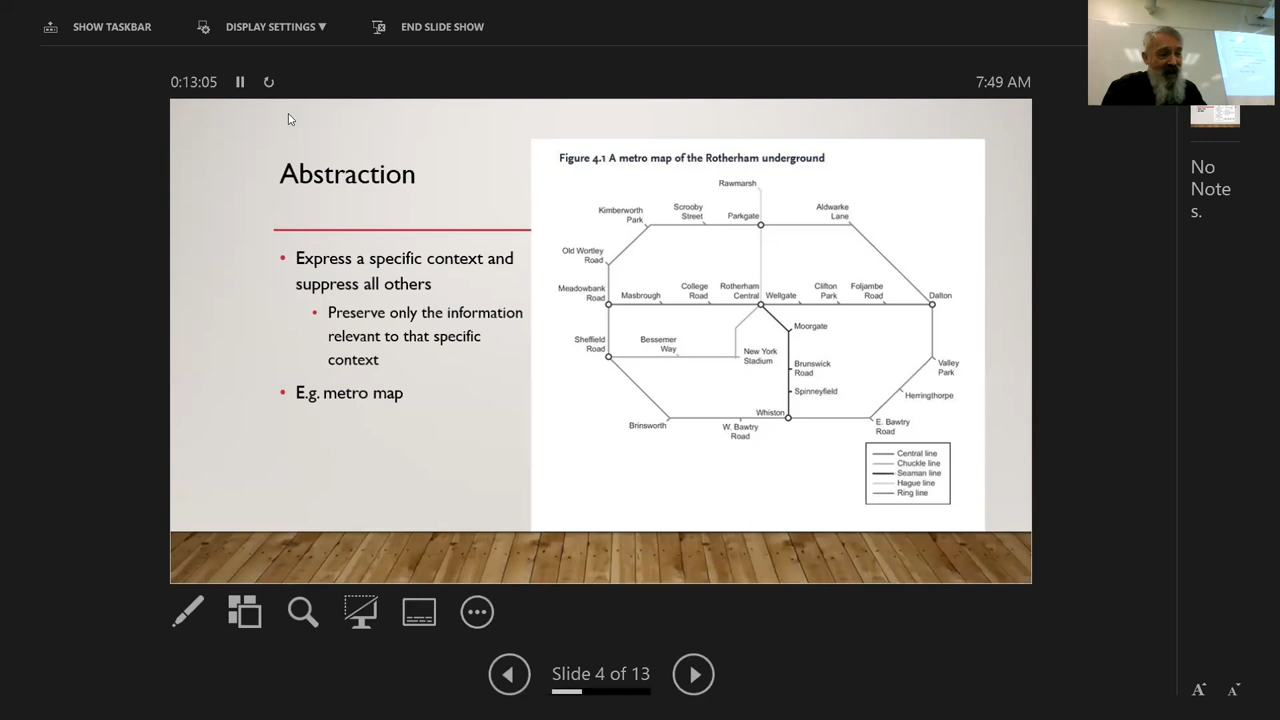 SHOW TASKBAR
DISPLAY SETTINGS ▼
END SLIDE SHOW
0:13:05
7:49 AM
Abstraction
• Express a specific context and
suppress all others
• Preserve only the information
relevant to that specific
context
• E.g. metro map
Figure 4.1 A metro map of the Rotherham underground
Rawmarsh
Kimberworth
Park
Scrooby
Street
Parkgate
Aldwarke
Lane
Old Wortley
Road
Meadowbank
Road
Masbrough
College
Road
Rotherham
Central
Wellgate
Clifton
Park
Foljambe
Road
Dalton
Moorgate
Sheffield
Road
Bessemer
Way
New York
Stadium
Brunswick
Road
Valley
Park
Spinneyfield
Herringthorpe
Whiston
Brinsworth
W. Bawtry
Road
E. Bawtry
Road
Central line
Chuckle line
Seaman line
Hague line
Ring line
No
Note
s.
Slide 4 of 13
A
A